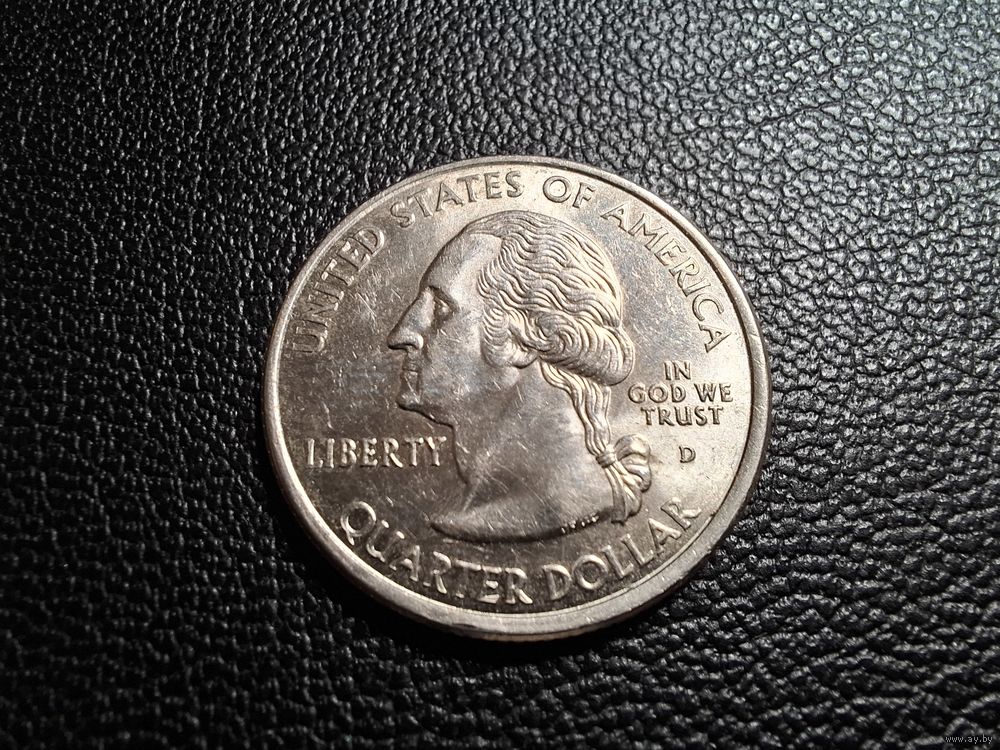 UNITED STATES OF AMERICA
IN
GOD WE
TRUST
LIBERTY
D
QUARTER DOLLAR
www.ay.by